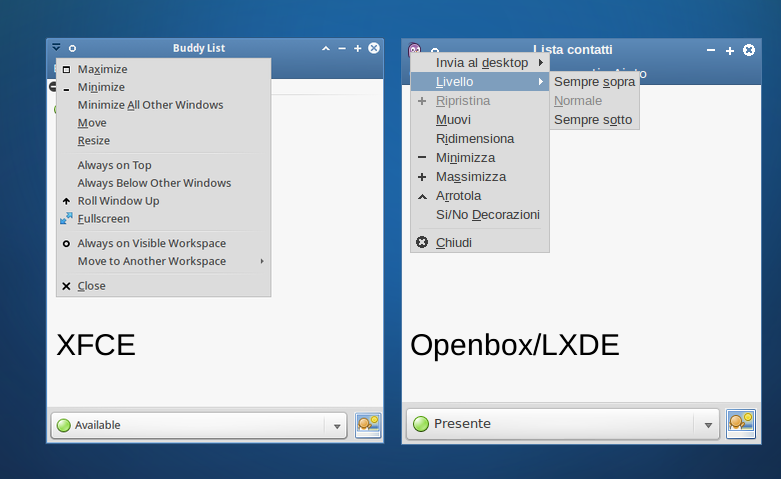 Buddy List
Maximize
Minimize
Minimize All Other Windows
Move
Resize
Always on Top
Always Below Other Windows
Roll Window Up
Fullscreen
Always on Visible Workspace
Move to Another Workspace
Close
XFCE
Available
Lista contatti
Invia al desktop
Livello
Ripristina
Muovi
Ridimensiona
Minimizza
Massimizza
Arrotola
Si/No Decorazioni
Chiudi
Sempre sopra
Normale
Sempre sotto
Openbox/LXDE
Presente